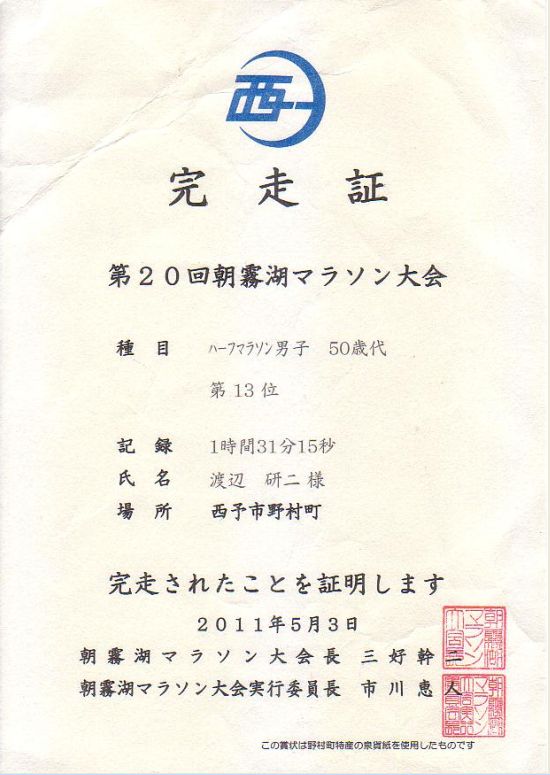 西
完走証
第20回朝霧湖マラソン大会
種目 ﾊｰﾌﾏﾗｿﾝ男子 50歳代
第13位
記録 1時間31分15秒
氏名 渡辺 研二 様
場所 西予市野村町
完走されたことを証明します
2011年5月3日
朝霧湖マラソン大会長 三好幹二
朝霧湖マラソン大会実行委員長 市川恵人
この賞状は野村町特産の泉貨紙を使用したものです